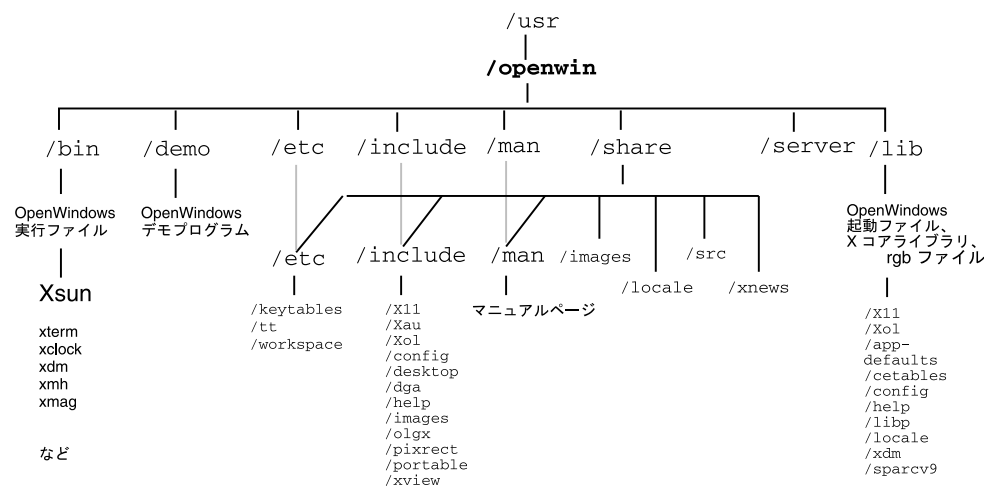 /usr
/openwin
/bin /demo /etc /include /man /share /server /lib
OpenWindows
実行ファイル
OpenWindows
デモプログラム
OpenWindows
起動ファイル、
X コアライブラリ、
rgb ファイル
/etc /include /man /images /locale /src /xnews
Xsun
xterm
xclock
xdm
xmh
xmag
など
/keytables
/tt
/workspace
/X11
/Xau
/Xol
/config
/desktop
/dga
/help
/images
/olgx
/pixrect
/portable
/xview
マニュアルページ
/X11
/Xol
/app-
defaults
/cetables
/config
/help
/libp
/locale
/xdm
/sparcv9